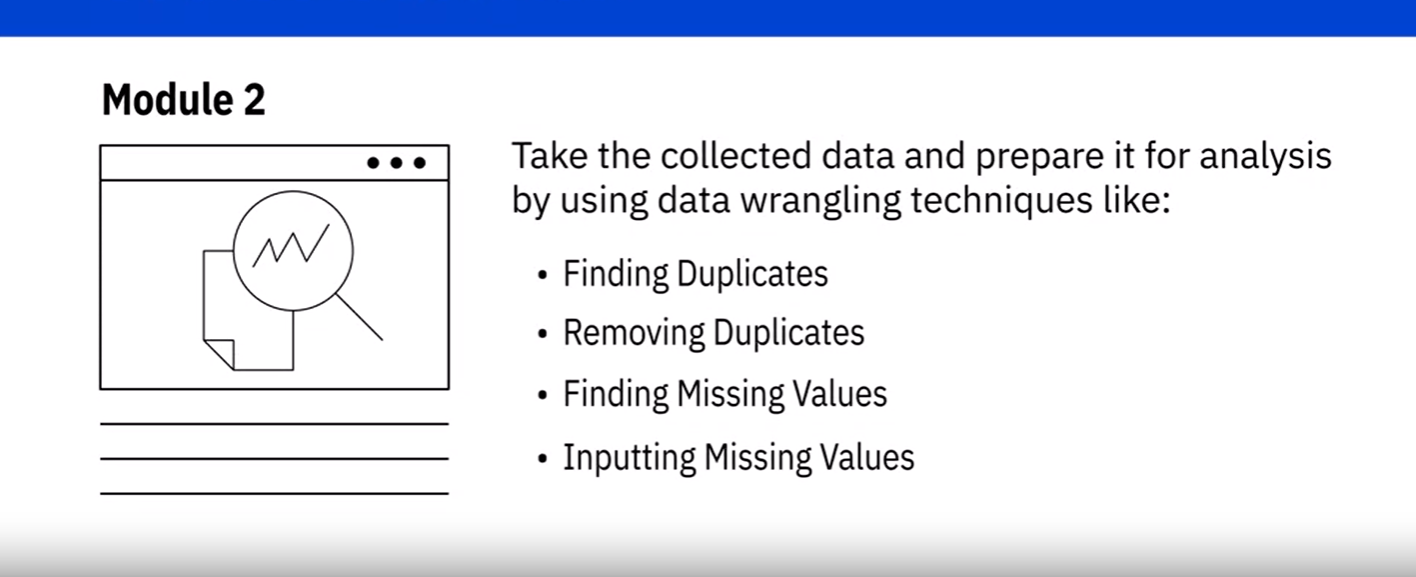 Module 2
Take the collected data and prepare it for analysis
by using data wrangling techniques like:
• Finding Duplicates
• Removing Duplicates
• Finding Missing Values
• Inputting Missing Values